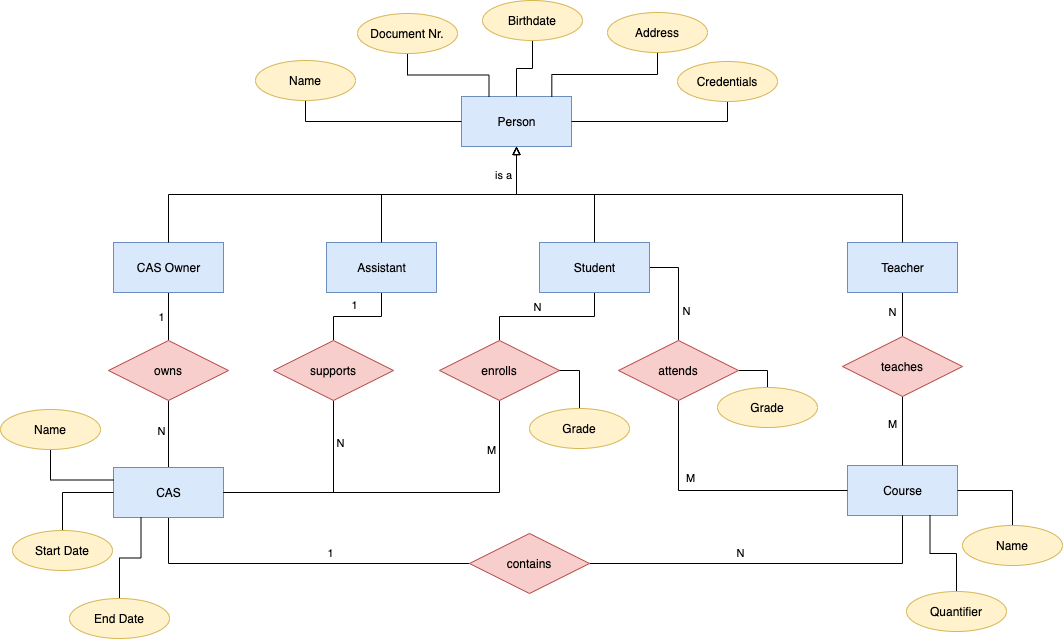 Birthdate
Document Nr.
Address
Name
Credentials
Person
is a
CAS Owner
Assistant
Student
Teacher
1
1
N
N
N
owns
supports
enrolls
attends
teaches
Grade
Grade
Name
N
N
M
M
M
CAS
Course
Start Date
Name
1
N
contains
End Date
Quantifier